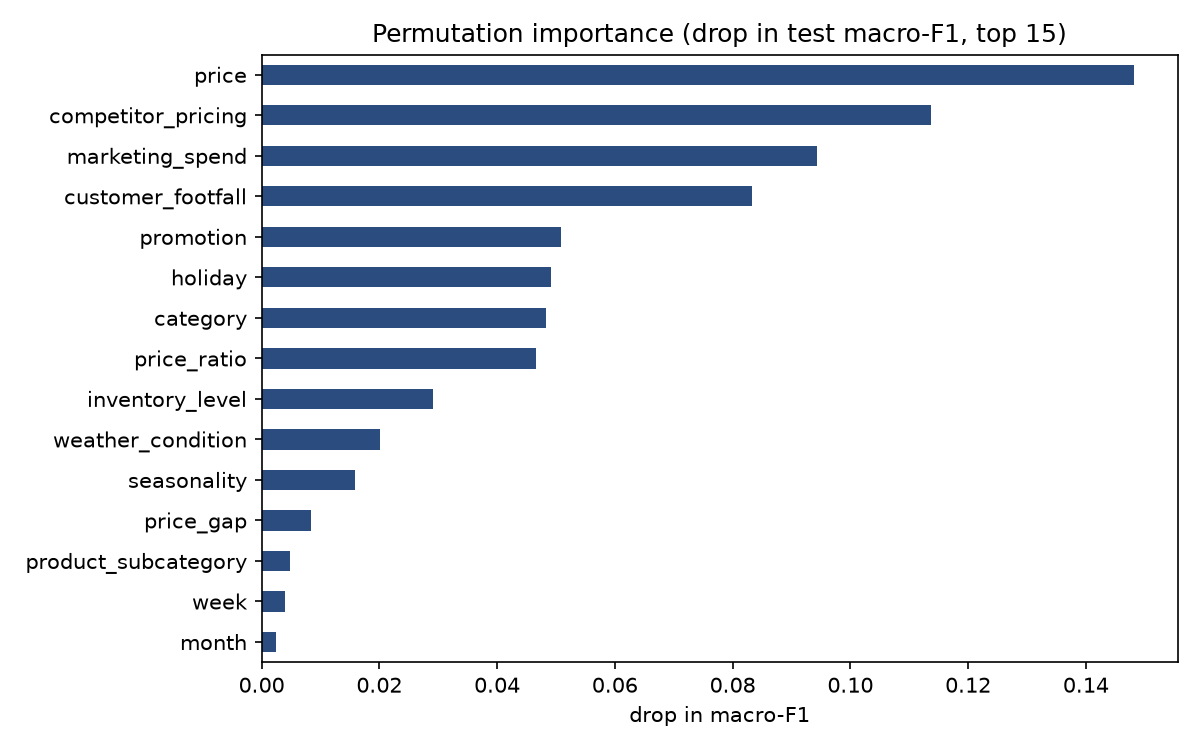 Permutation importance (drop in test macro-F1, top 15)
price
competitor_pricing
marketing_spend
customer_footfall
promotion
holiday
category
price_ratio
inventory_level
weather_condition
seasonality
price_gap
product_subcategory
week
month
0.00 0.02 0.04 0.06 0.08 0.10 0.12 0.14
drop in macro-F1